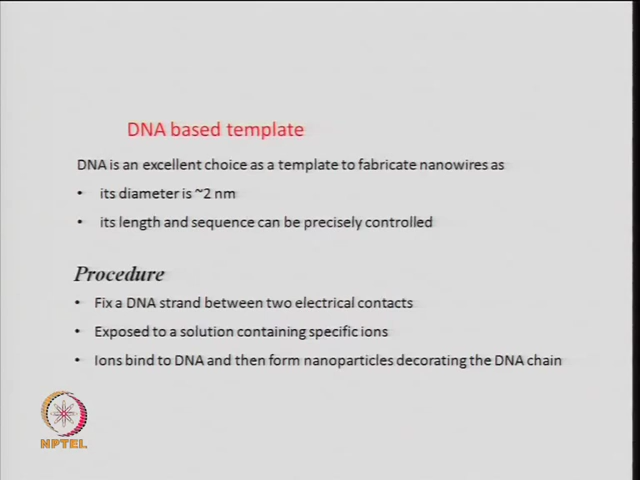 DNA based template
DNA is an excellent choice as a template to fabricate nanowires as
• its diameter is ~2 nm
• its length and sequence can be precisely controlled
Procedure
• Fix a DNA strand between two electrical contacts
• Exposed to a solution containing specific ions
• Ions bind to DNA and then form nanoparticles decorating the DNA chain
NPTEL